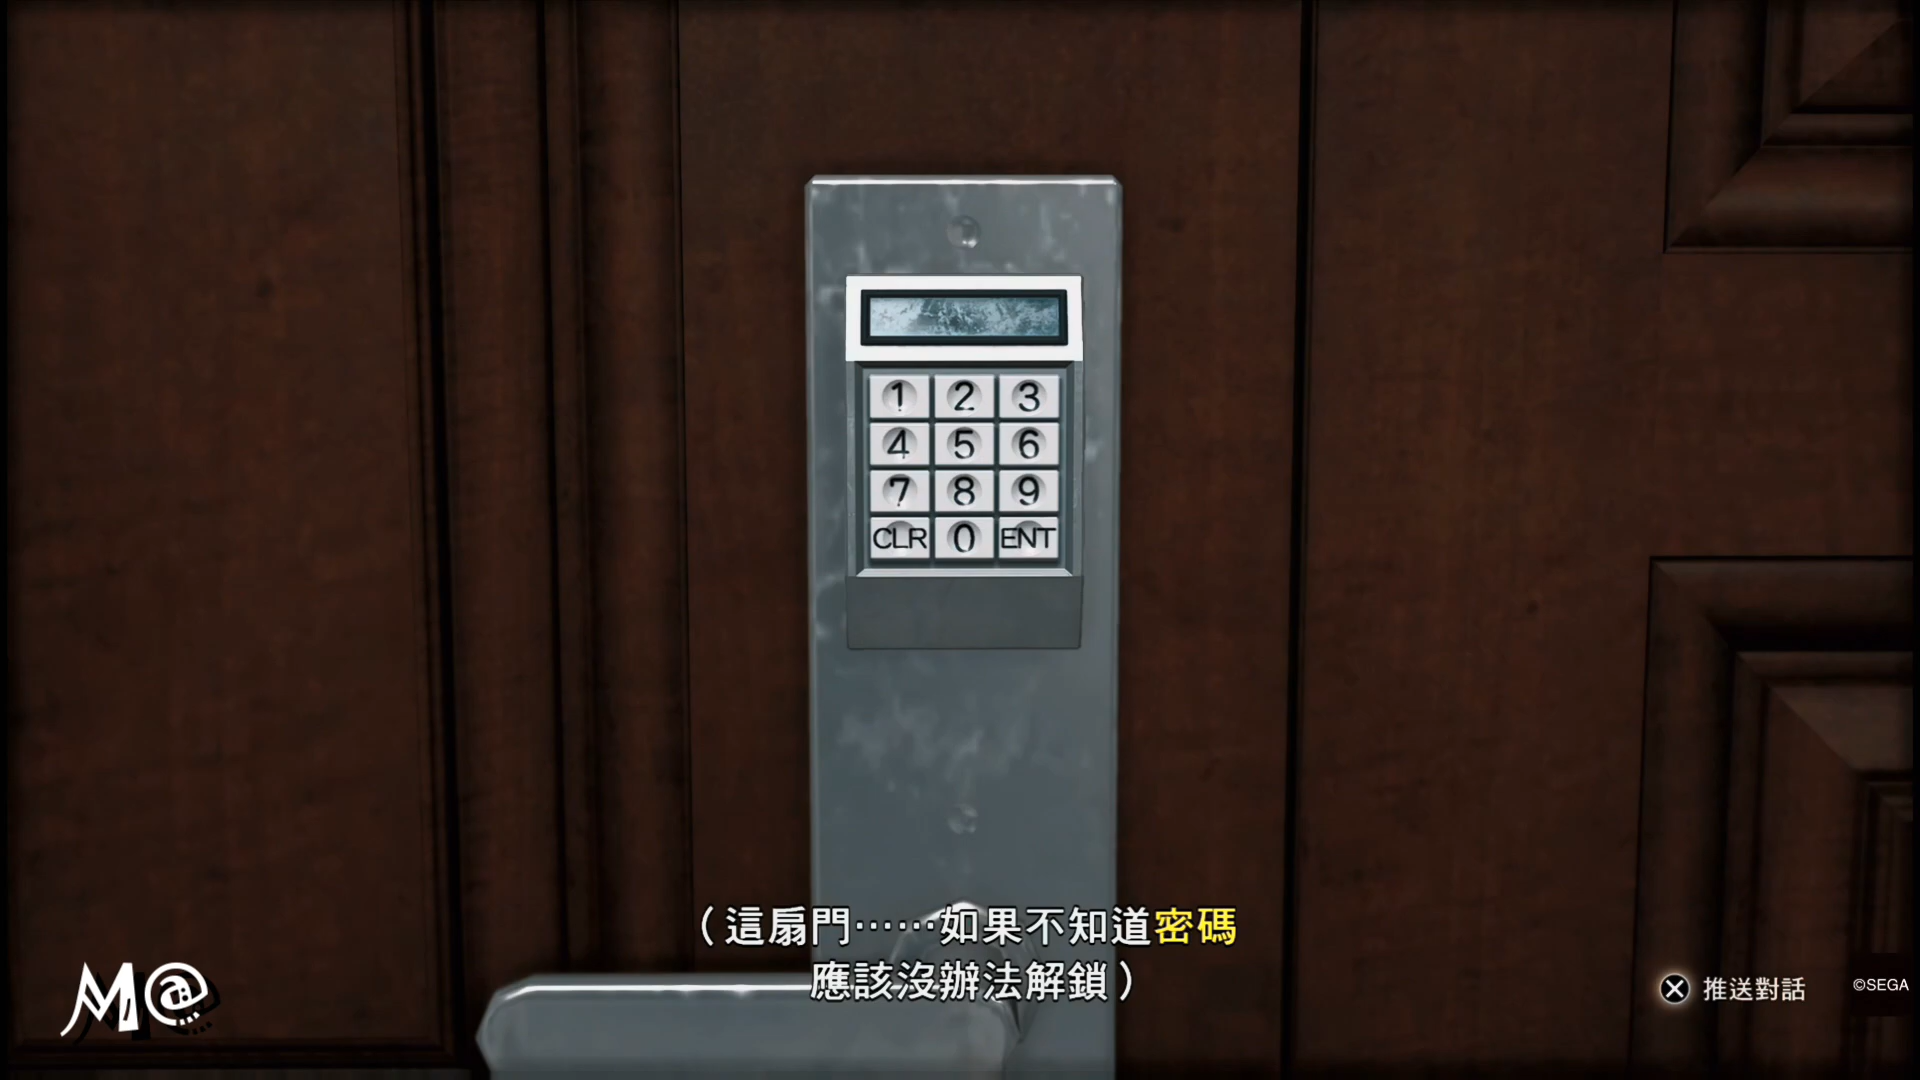 1 2 3
4 5 6
7 8 9
CLR 0 ENT
（這扇門⋯⋯如果不知道密碼
應該沒辦法解鎖）
M@
推送對話
©SEGA